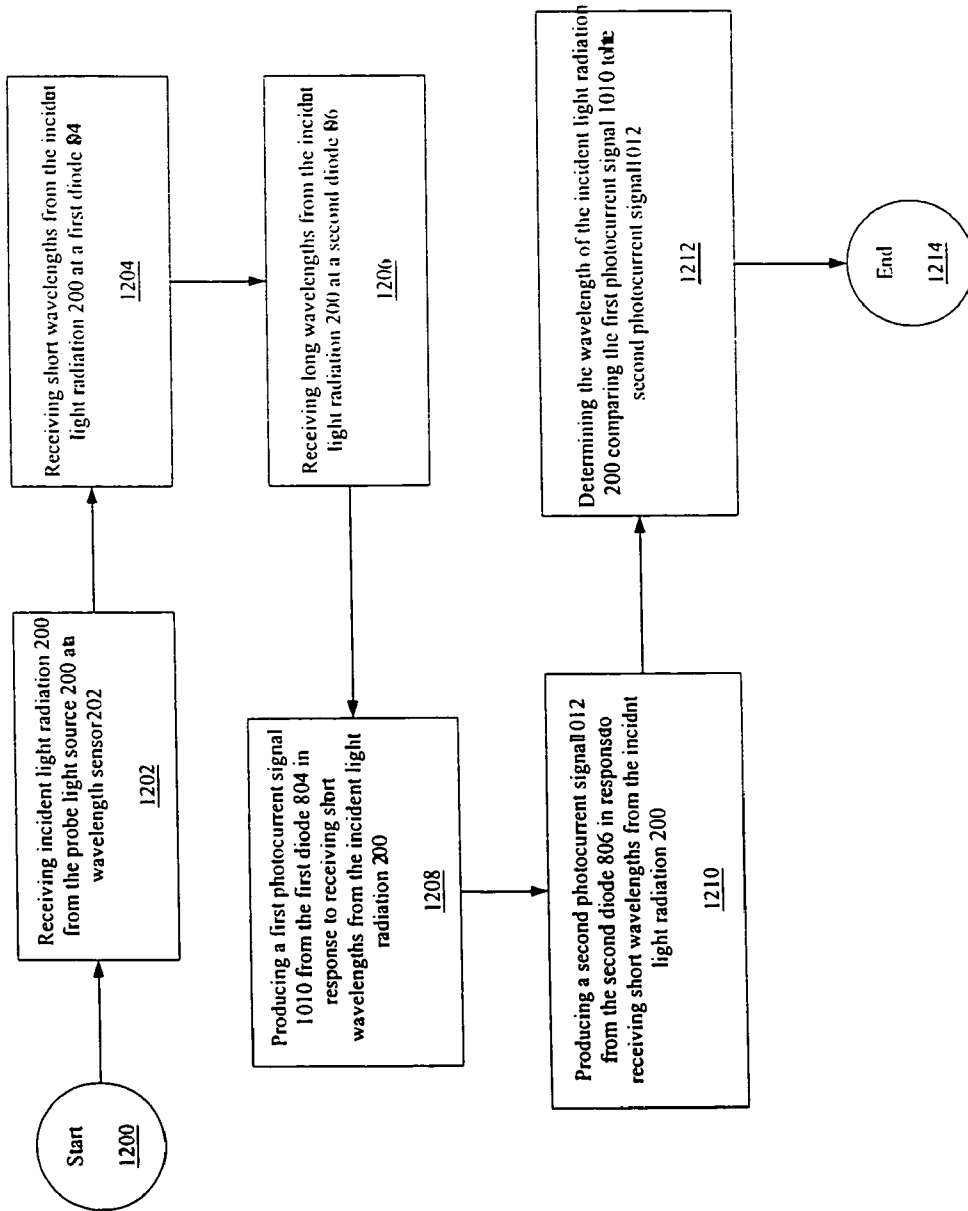 Start
1200
Receiving incident light radiation 200
from the probe light source 200 at a
wavelength sensor202
1202
Receiving short wavelengths from the incidnt
light radiation 200 at a first diode 804
1204
Receiving long wavelengths from the incidnt
light radiation 200 at a second diode 806
1206
Producing a first photocurrent signal
1010 from the first diode 804 in
response to receiving short
wavelengths from the incident light
radiation 200
1208
Producing a second photocurrent signal1012
from the second diode 806 in responsdo
receiving short wavelengths from the incidnt
light radiation 200
1210
Determining the wavelength of the incident light radiation
200 comparing the first photocurrent signal 1010 tohe
second photocurrent signal1012
1212
End
1214